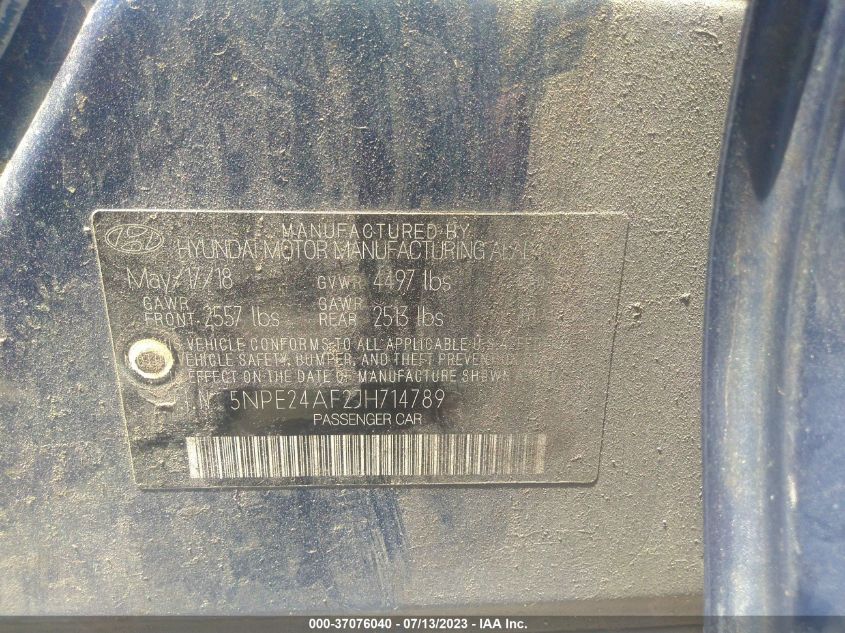 MANUFACTURED BY
HYUNDAI MOTOR MANUFACTURING
May/17/18 GVWR 4497 lbs
GAWR FRONT 2557 lbs GAWR REAR 2513 lbs
VEHICLE CONFORMS TO ALL APPLICABLE U.S.
VEHICLE SAFETY, BUMPER, AND THEFT PREVENTION
EFFECT ON THE DATE OF MANUFACTURE SHOWN
5NPE24AF2JH714789
PASSENGER CAR
000-37076040 - 07/13/2023 - © IAA Inc.